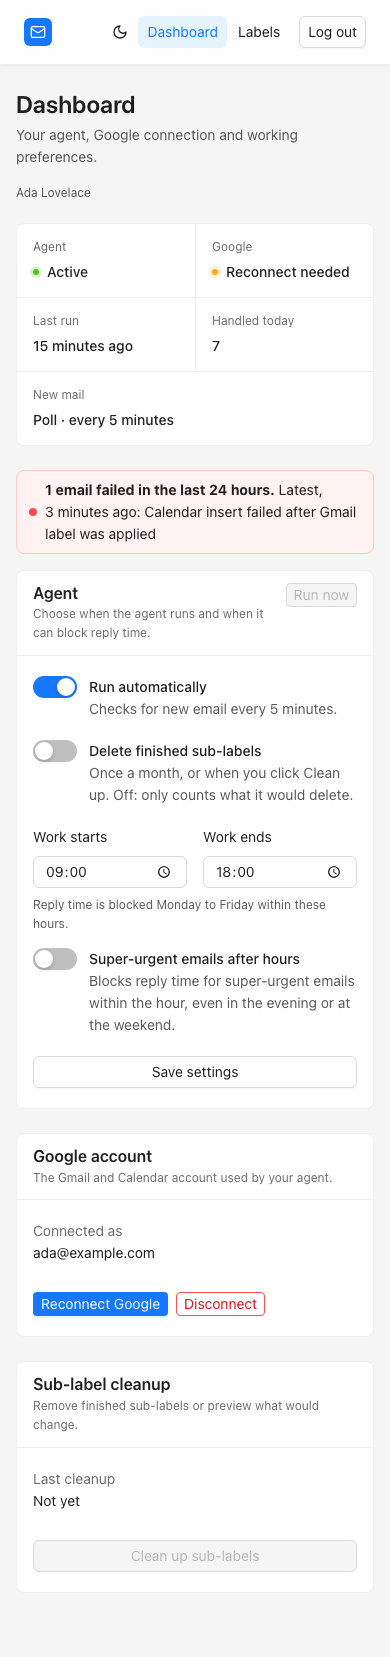 Dashboard
Labels
Log out
Dashboard
Your agent, Google connection and working
preferences.
Ada Lovelace
Agent
Active
Google
Reconnect needed
Last run
15 minutes ago
Handled today
7
New mail
Poll · every 5 minutes
1 email failed in the last 24 hours. Latest,
3 minutes ago: Calendar insert failed after Gmail
label was applied
Agent
Choose when the agent runs and when it
can block reply time.
Run now
Run automatically
Checks for new email every 5 minutes.
Delete finished sub-labels
Once a month, or when you click Clean
up. Off: only counts what it would delete.
Work starts
09:00
Work ends
18:00
Reply time is blocked Monday to Friday within these
hours.
Super-urgent emails after hours
Blocks reply time for super-urgent emails
within the hour, even in the evening or at
the weekend.
Save settings
Google account
The Gmail and Calendar account used by your agent.
Connected as
ada@example.com
Reconnect Google
Disconnect
Sub-label cleanup
Remove finished sub-labels or preview what would
change.
Last cleanup
Not yet
Clean up sub-labels